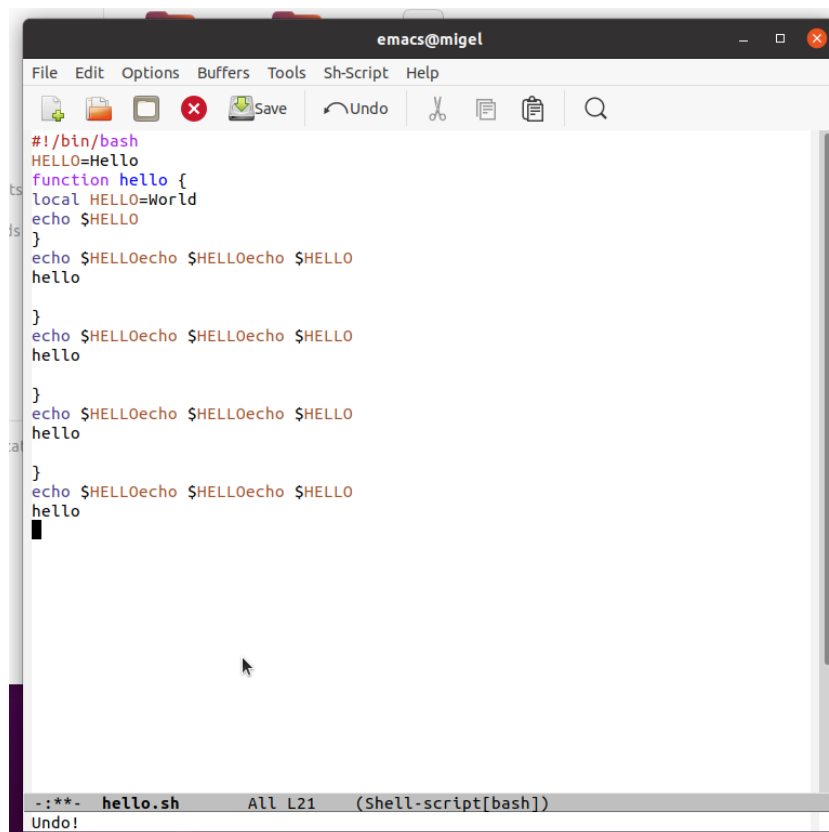 emacs@migel
File Edit Options Buffers Tools Sh-Script Help
Save Undo
#!/bin/bash
HELLO=Hello
function hello {
local HELLO=World
echo $HELLO
}
echo $HELLOecho $HELLOecho $HELLO
hello
}
echo $HELLOecho $HELLOecho $HELLO
hello
}
echo $HELLOecho $HELLOecho $HELLO
hello
}
echo $HELLOecho $HELLOecho $HELLO
hello
-:**- hello.sh All L21 (Shell-script[bash])
Undo!